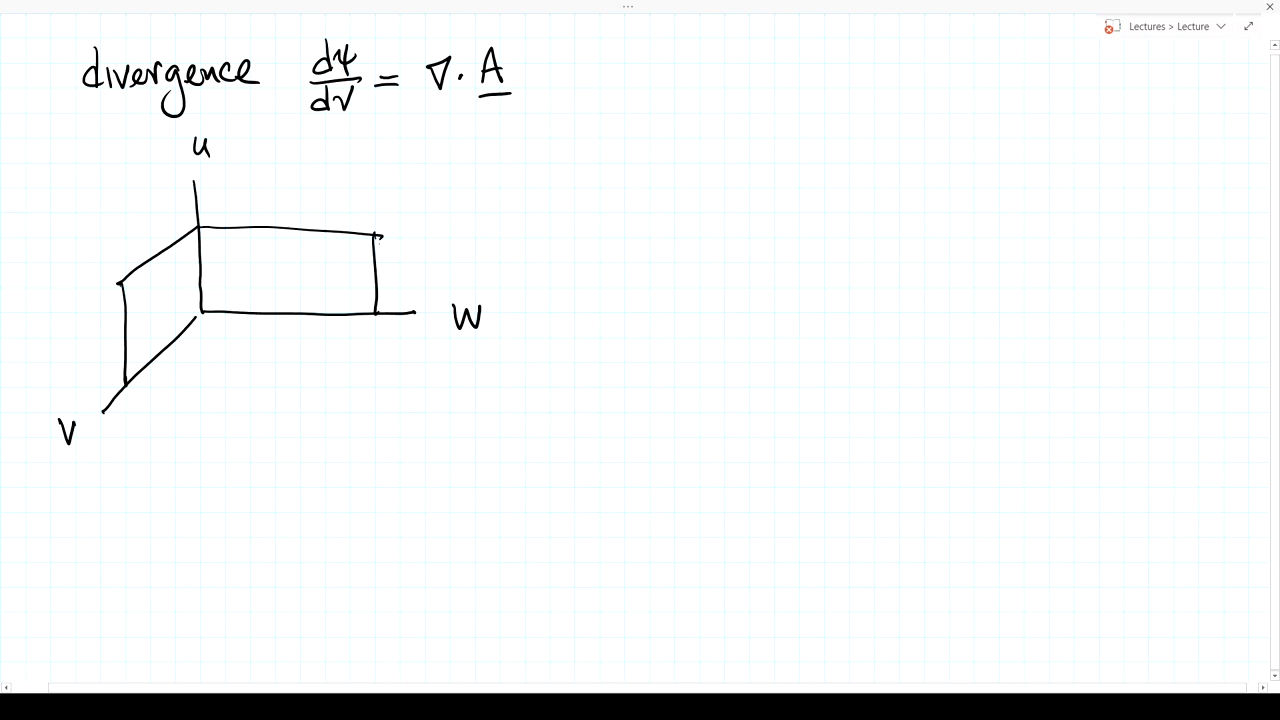 Lectures > Lecture
divergence dψ/dV = ∇ · A
u
W
V